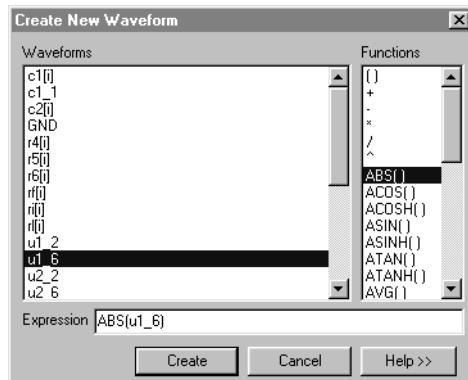 Create New Waveform
Waveforms
Functions
c1[i]
c1_1
c2[i]
GND
r4[i]
r5[i]
r6[i]
rf[i]
ri[i]
rl[i]
u1_2
u1_6
u2_2
u2_6
( )
+
-
*
/
^
ABS( )
ACOS( )
ACOSH( )
ASIN( )
ASINH( )
ATAN( )
ATANH( )
AVG( )
Expression ABS(u1_6)
Create Cancel Help >>